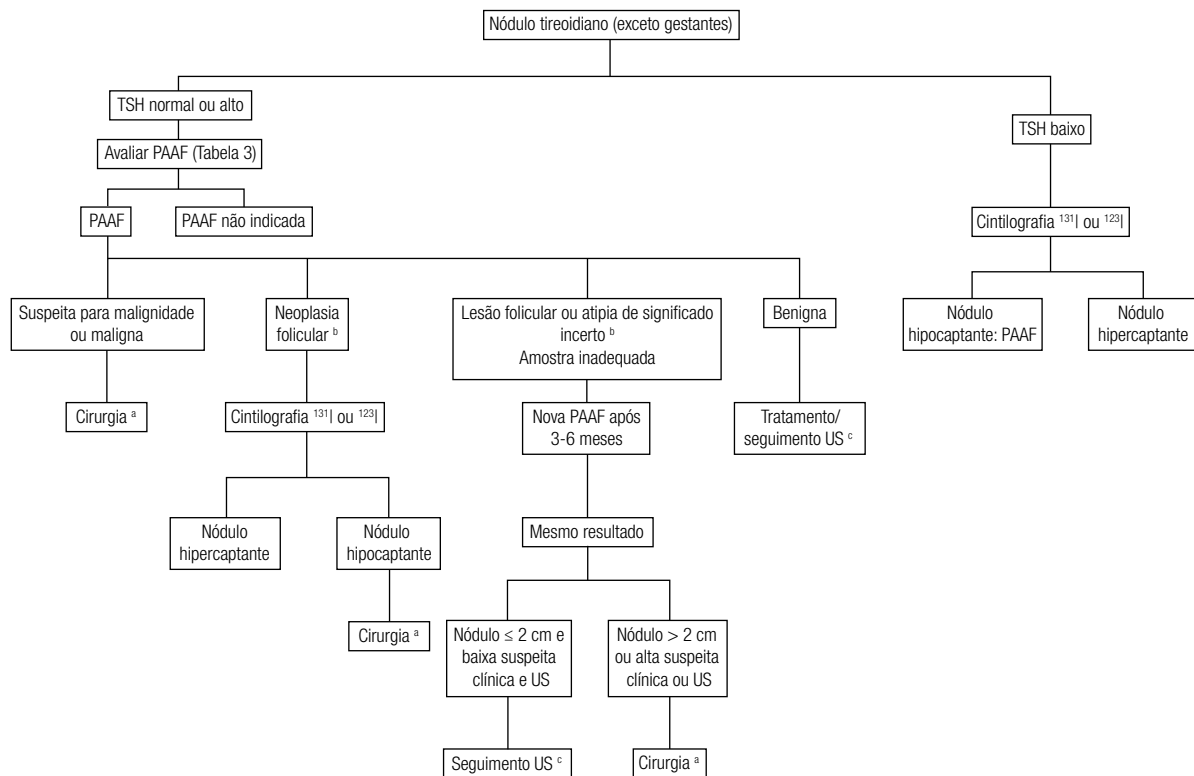 Nódulo tireoidiano (exceto gestantes)
TSH normal ou alto
TSH baixo
Avaliar PAAF (Tabela 3)
PAAF
PAAF não indicada
Cintilografia ¹³¹I ou ¹²³I
Suspeita para malignidade
ou maligna
Neoplasia
folicular ᵇ
Lesão folicular ou atipia de significado
incerto ᵇ
Amostra inadequada
Benigna
Nódulo
hipocaptante: PAAF
Nódulo
hipercaptante
Cirurgia ᵃ
Cintilografia ¹³¹I ou ¹²³I
Nova PAAF após
3-6 meses
Tratamento/
seguimento US ᶜ
Nódulo
hipercaptante
Nódulo
hipocaptante
Mesmo resultado
Cirurgia ᵃ
Nódulo ≤ 2 cm e
baixa suspeita
clínica e US
Nódulo > 2 cm
ou alta suspeita
clínica ou US
Seguimento US ᶜ
Cirurgia ᵃ